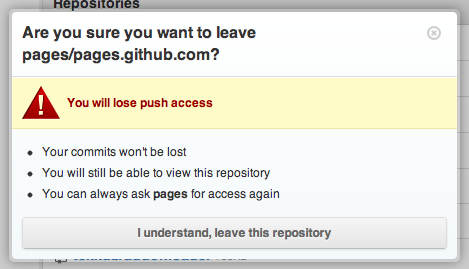 Repositories
Are you sure you want to leave
pages/pages.github.com?
You will lose push access
Your commits won't be lost
You will still be able to view this repository
You can always ask pages for access again
I understand, leave this repository